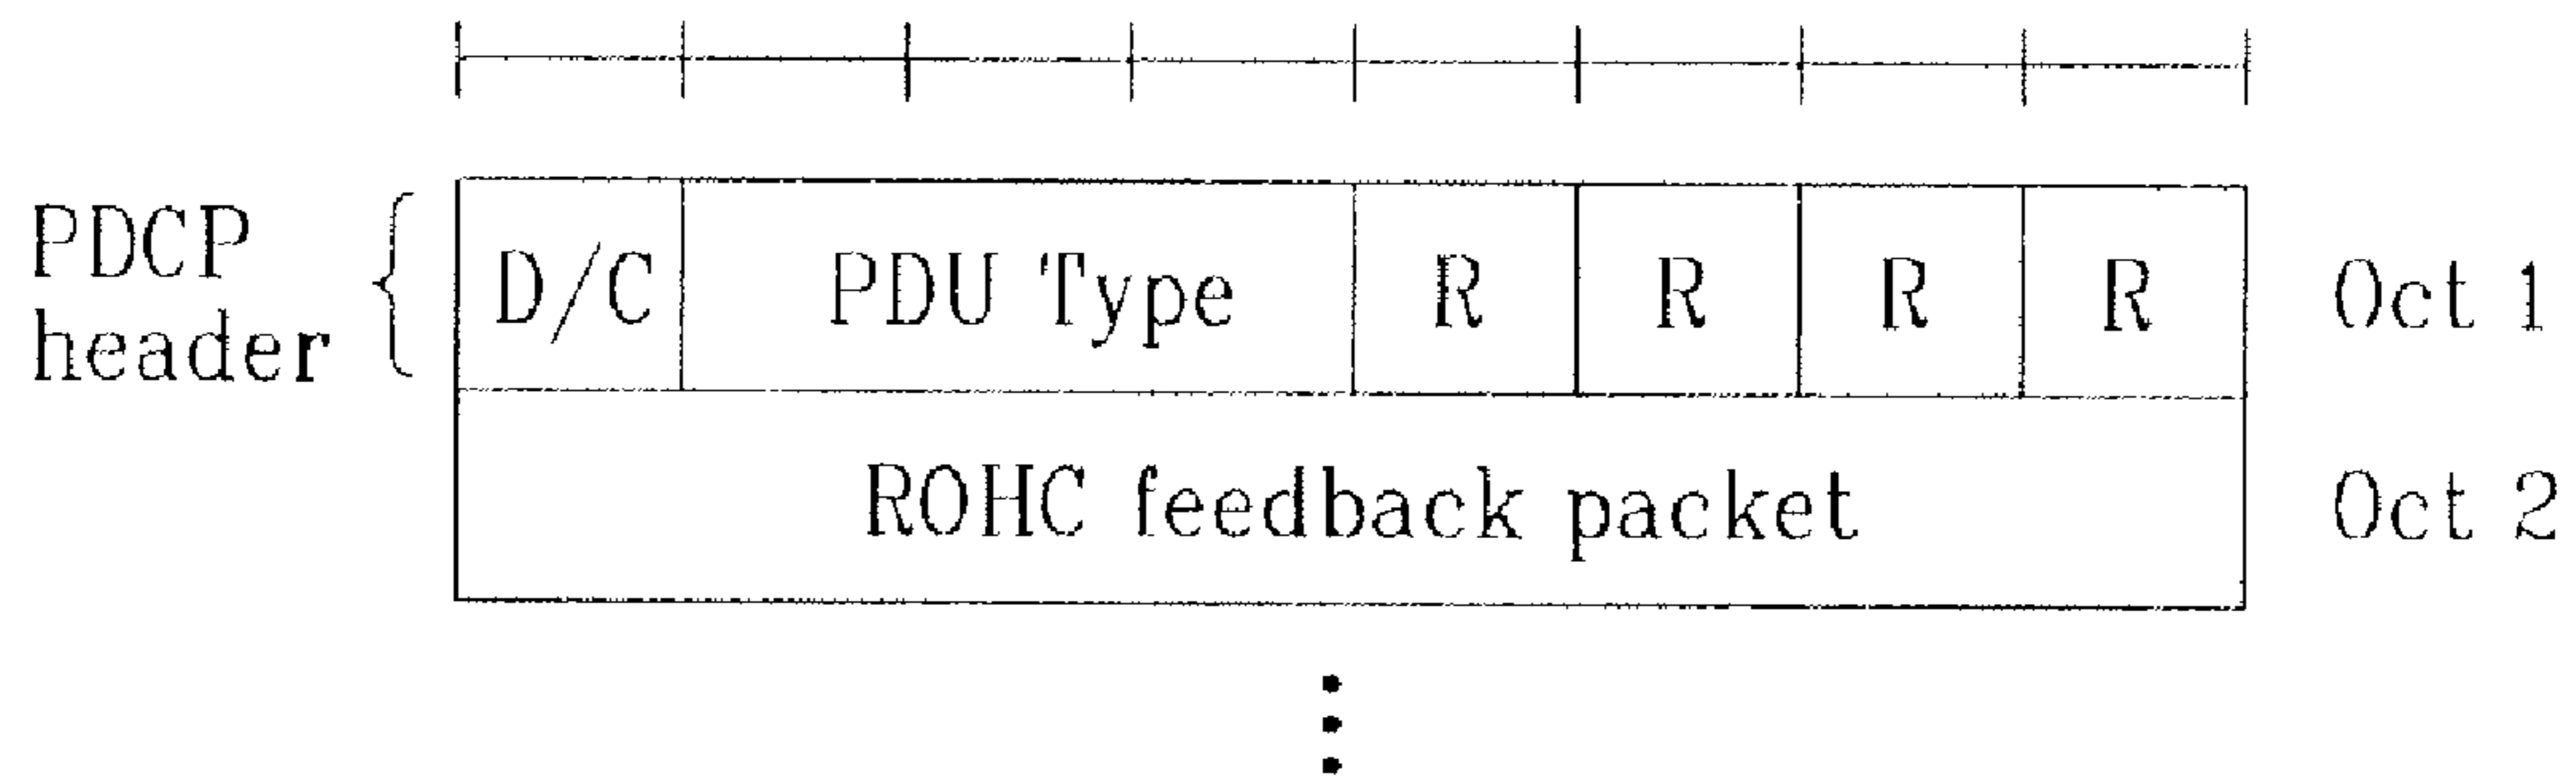 PDCP
header
D/C PDU Type R R R R Oct 1
ROHC feedback packet Oct 2